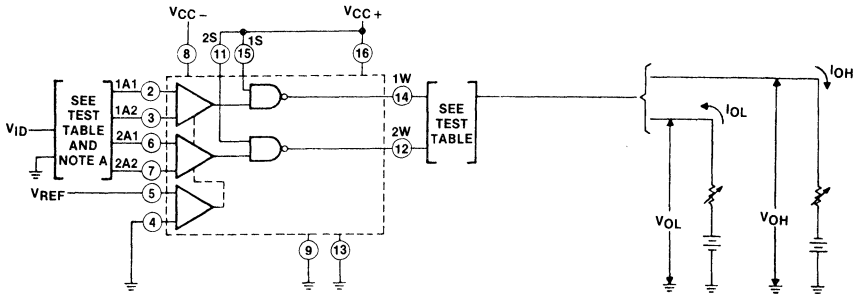 VCC-
VCC+
2S
1S
8
11
15
16
1A1
2
1A2
3
2A1
6
2A2
7
VID
SEE
TEST
TABLE
AND
NOTE A
VREF
5
4
1W
14
2W
12
9
13
SEE
TEST
TABLE
IOL
IOH
VOL
VOH